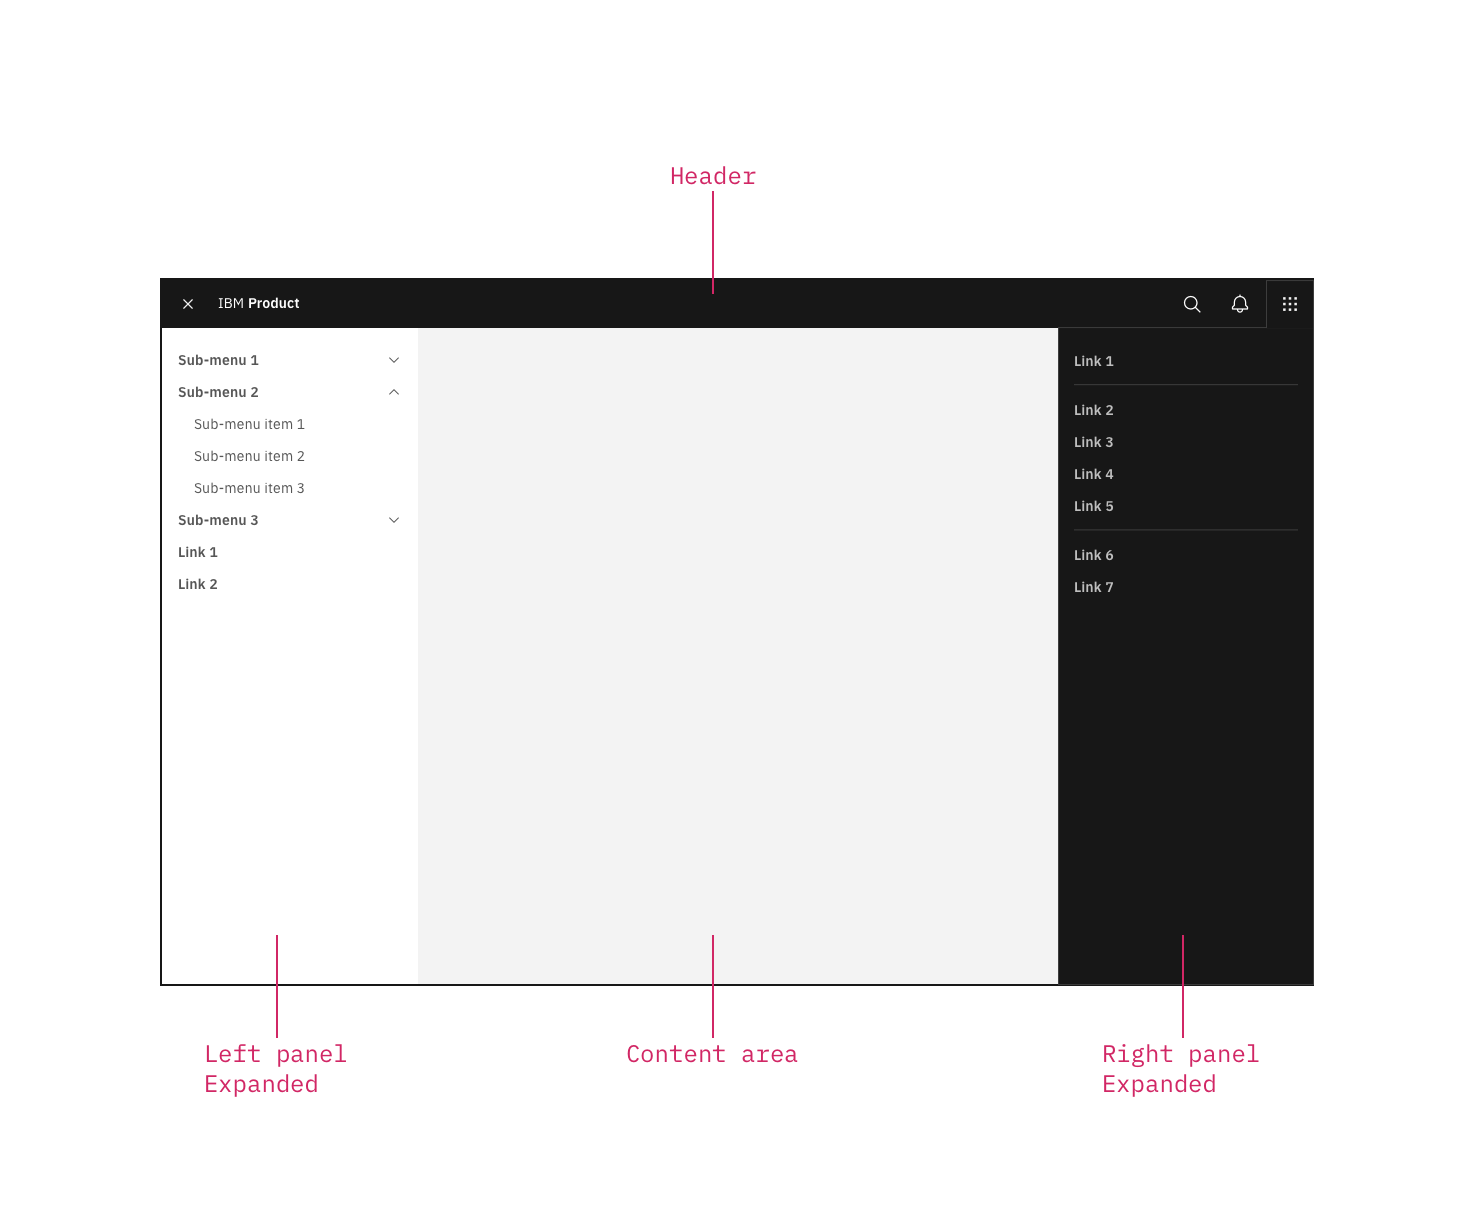 Header
IBM Product
Sub-menu 1
Sub-menu 2
Sub-menu item 1
Sub-menu item 2
Sub-menu item 3
Sub-menu 3
Link 1
Link 2
Link 1
Link 2
Link 3
Link 4
Link 5
Link 6
Link 7
Left panel
Expanded
Content area
Right panel
Expanded